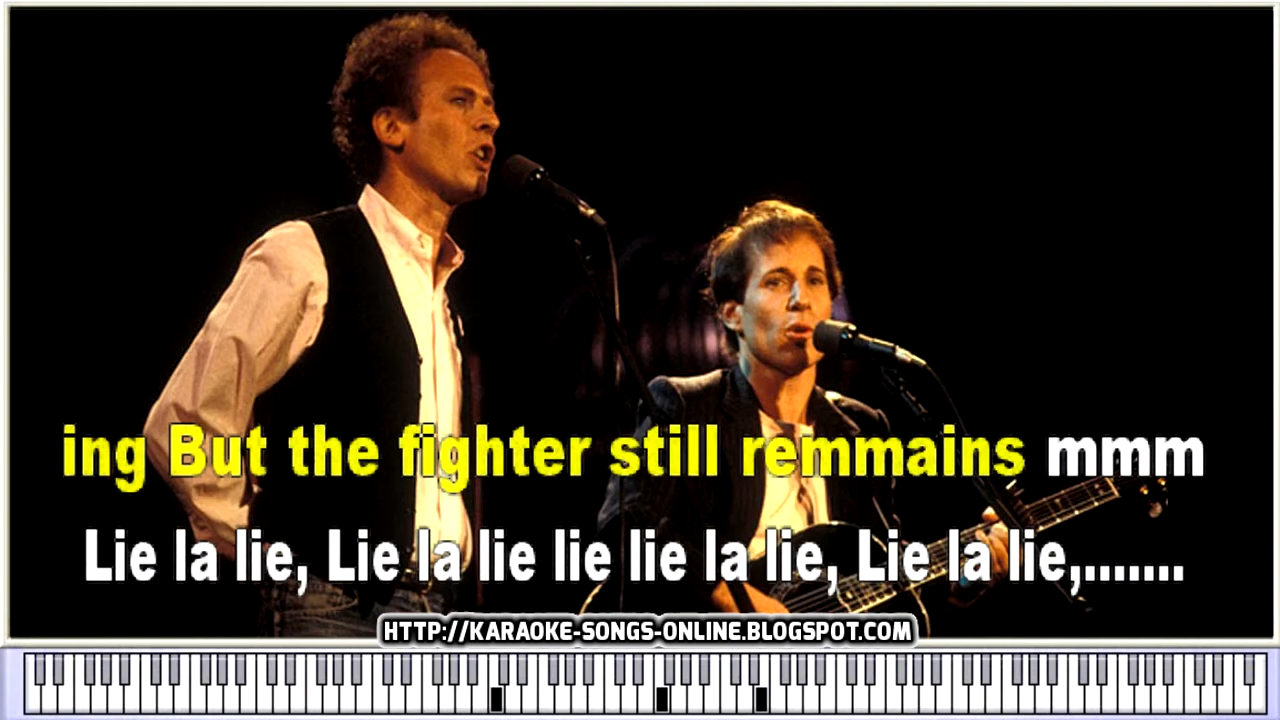 ing But the fighter still remmains mmm
Lie la lie, Lie la lie lie lie la lie, Lie la lie,.......
HTTP://KARAOKE-SONGS-ONLINE.BLOGSPOT.COM